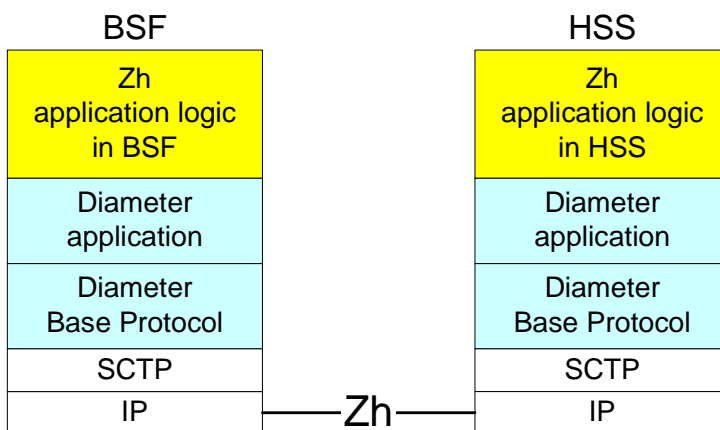 BSF
Zh
application logic
in BSF
Diameter
application
Diameter
Base Protocol
SCTP
IP
Zh
HSS
Zh
application logic
in HSS
Diameter
application
Diameter
Base Protocol
SCTP
IP